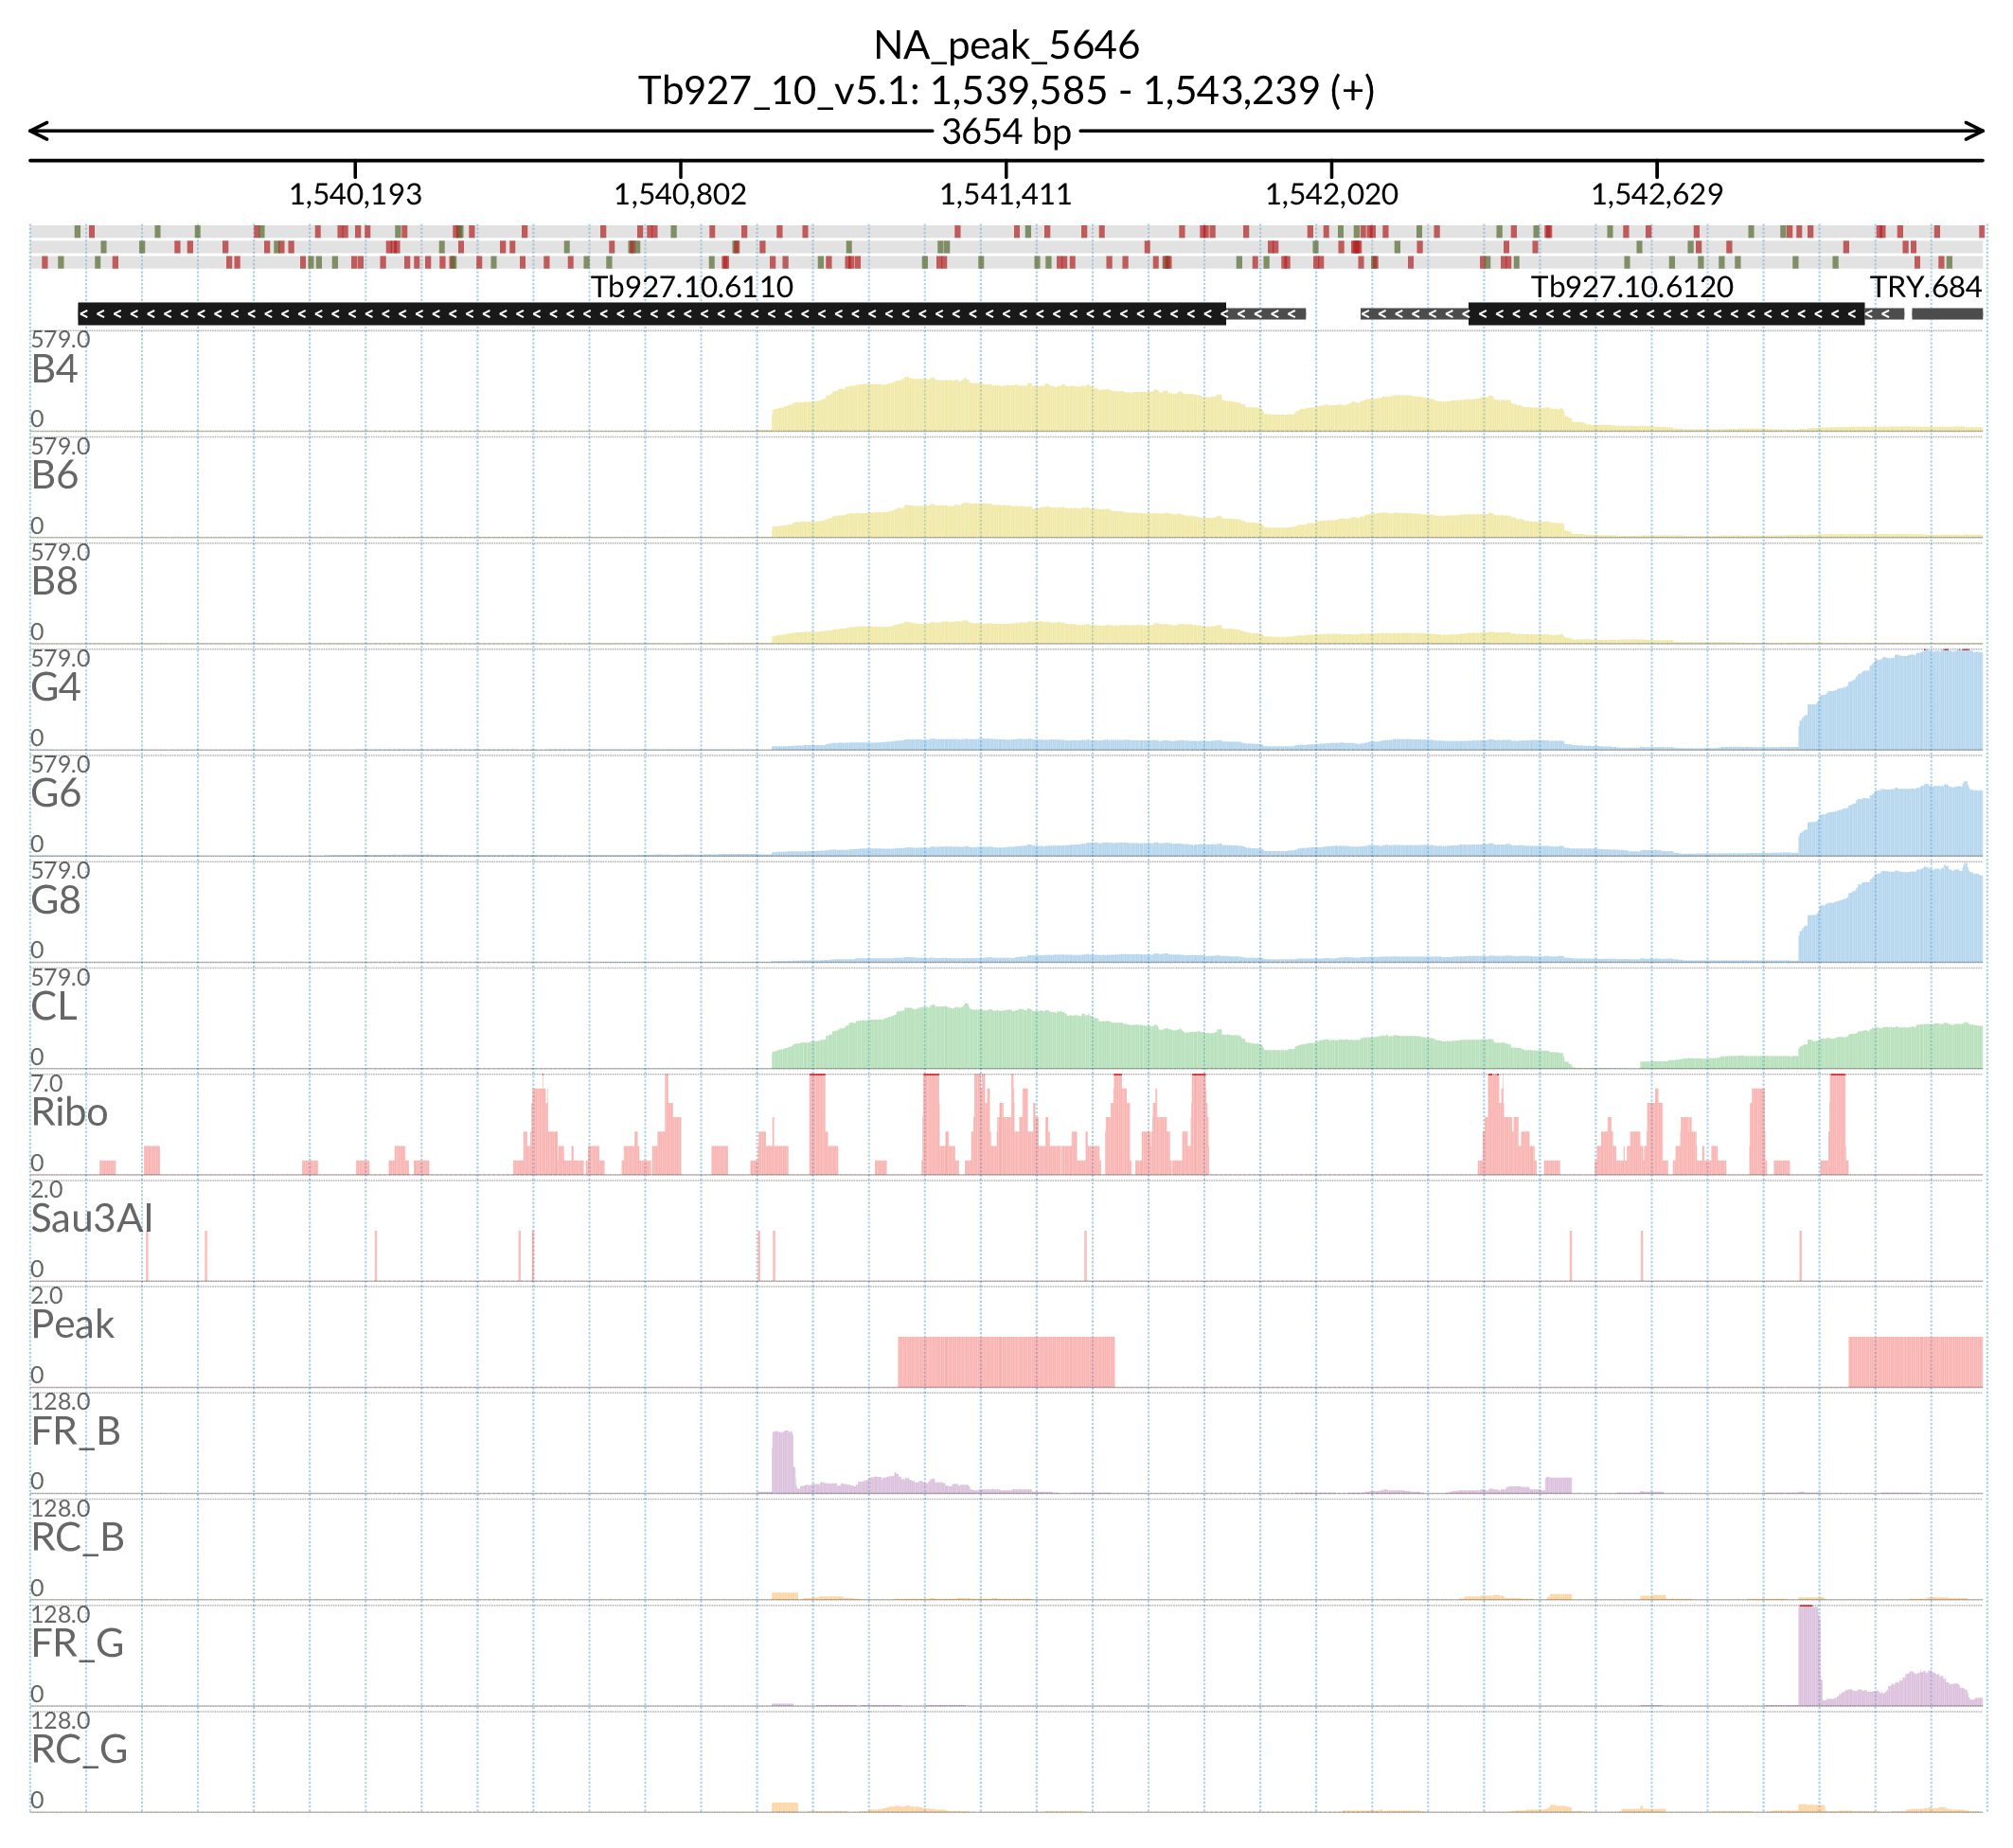 NA_peak_5646
Tb927_10_v5.1: 1,539,585 - 1,543,239 (+)
3654 bp
1,540,193 1,540,802 1,541,411 1,542,020 1,542,629
Tb927.10.6110 Tb927.10.6120 TRY.684
579.0
B4
0
579.0
B6
0
579.0
B8
0
579.0
G4
0
579.0
G6
0
579.0
G8
0
579.0
CL
0
7.0
Ribo
0
2.0
Sau3AI
0
2.0
Peak
0
128.0
FR_B
0
128.0
RC_B
0
128.0
FR_G
0
128.0
RC_G
0